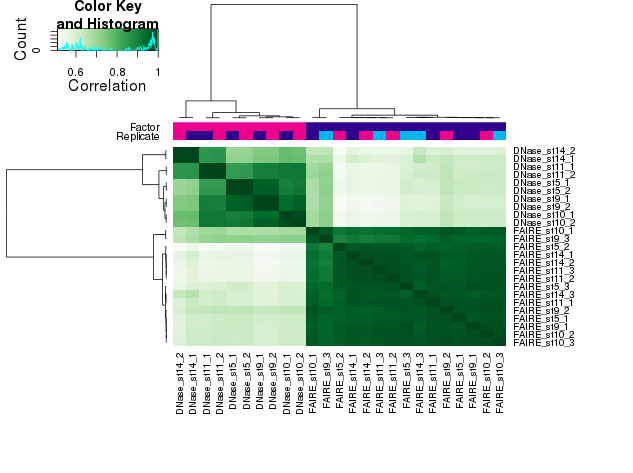 Color Key
and Histogram
Count
0
0.6 0.8 1
Correlation
Factor
Replicate
DNase_st14_2
DNase_st14_1
DNase_st11_1
DNase_st11_2
DNase_st5_1
DNase_st5_2
DNase_st9_1
DNase_st9_2
DNase_st10_1
DNase_st10_2
FAIRE_st10_1
FAIRE_st9_3
FAIRE_st5_2
FAIRE_st14_1
FAIRE_st14_2
FAIRE_st11_3
FAIRE_st11_2
FAIRE_st5_3
FAIRE_st14_3
FAIRE_st11_1
FAIRE_st9_2
FAIRE_st5_1
FAIRE_st9_1
FAIRE_st10_2
FAIRE_st10_3
DNase_st14_2
DNase_st14_1
DNase_st11_1
DNase_st11_2
DNase_st5_1
DNase_st5_2
DNase_st9_1
DNase_st9_2
DNase_st10_1
DNase_st10_2
FAIRE_st10_1
FAIRE_st9_3
FAIRE_st5_2
FAIRE_st14_1
FAIRE_st14_2
FAIRE_st11_3
FAIRE_st11_2
FAIRE_st5_3
FAIRE_st14_3
FAIRE_st11_1
FAIRE_st9_2
FAIRE_st5_1
FAIRE_st9_1
FAIRE_st10_2
FAIRE_st10_3